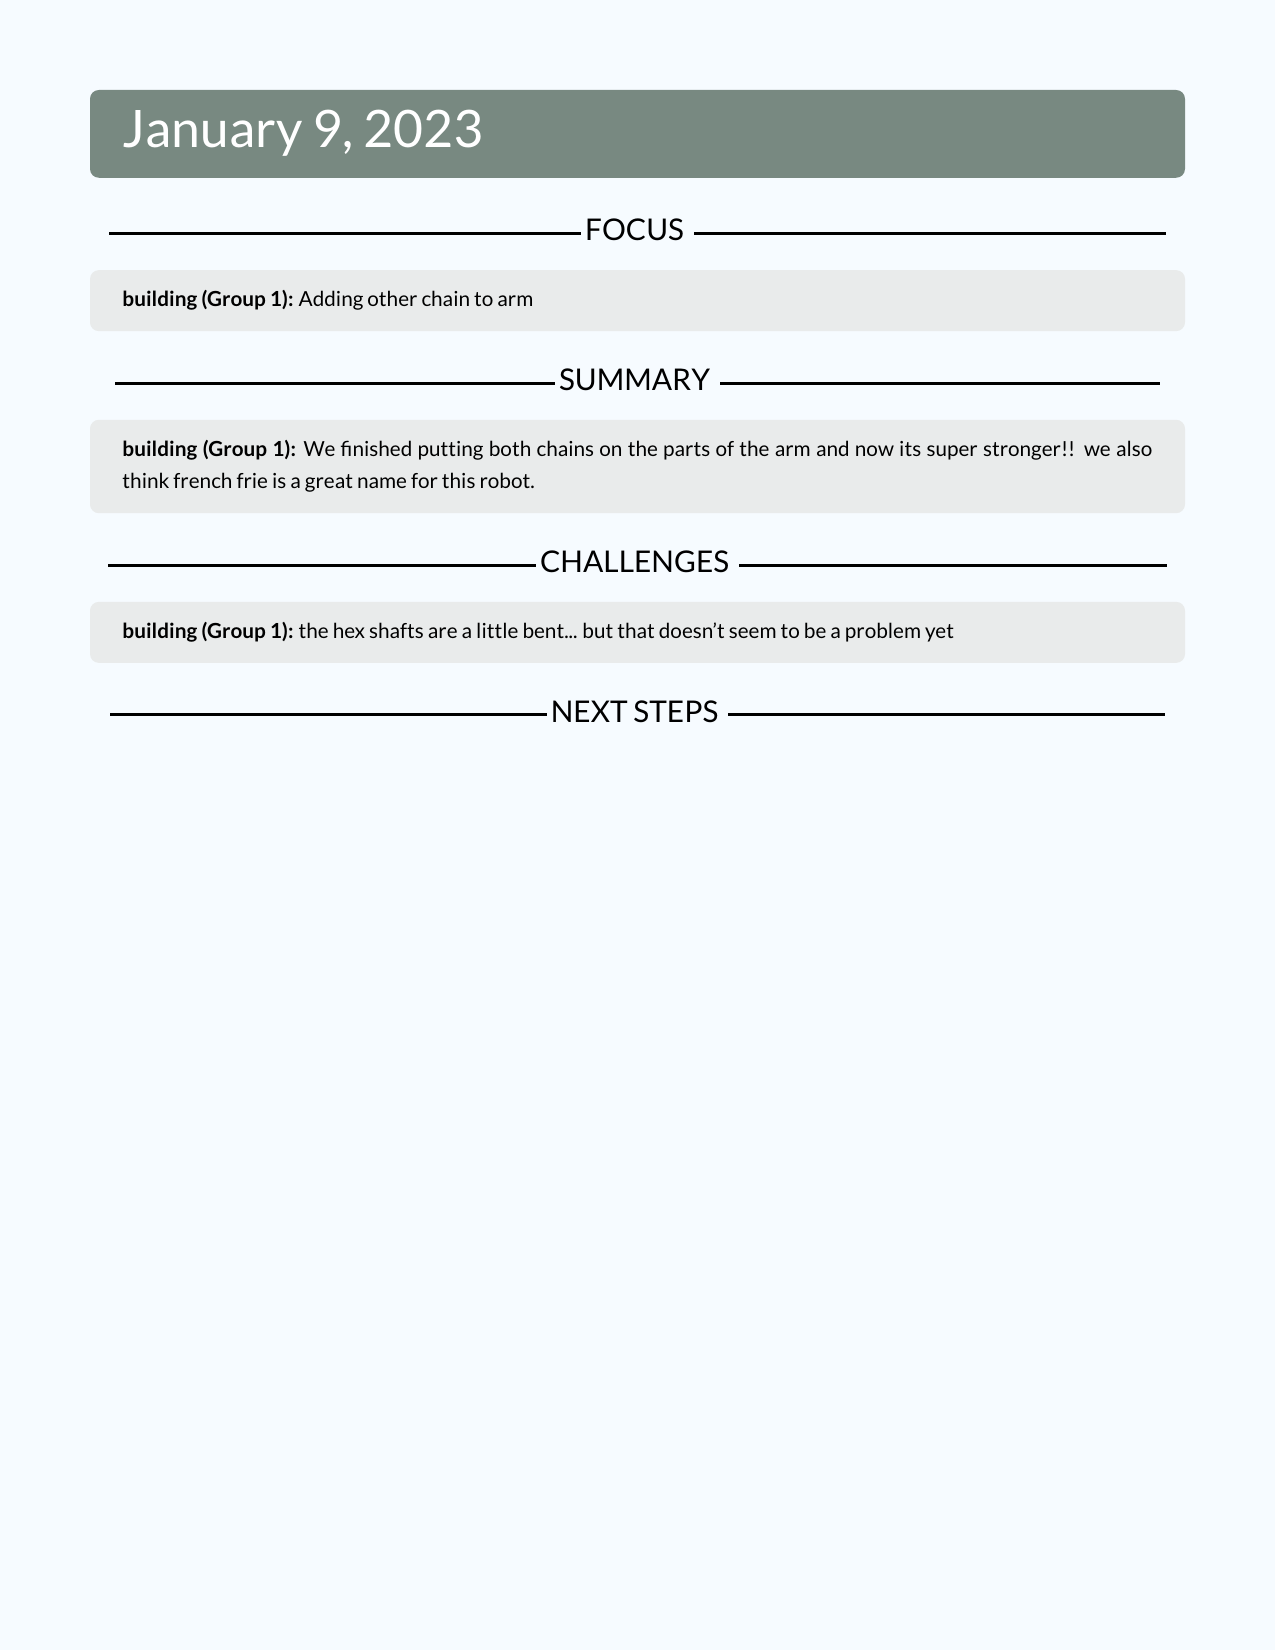 January 9, 2023
FOCUS
building (Group 1): Adding other chain to arm
SUMMARY
building (Group 1): We finished putting both chains on the parts of the arm and now its super stronger!! we also
think french frie is a great name for this robot.
CHALLENGES
building (Group 1): the hex shafts are a little bent... but that doesn’t seem to be a problem yet
NEXT STEPS